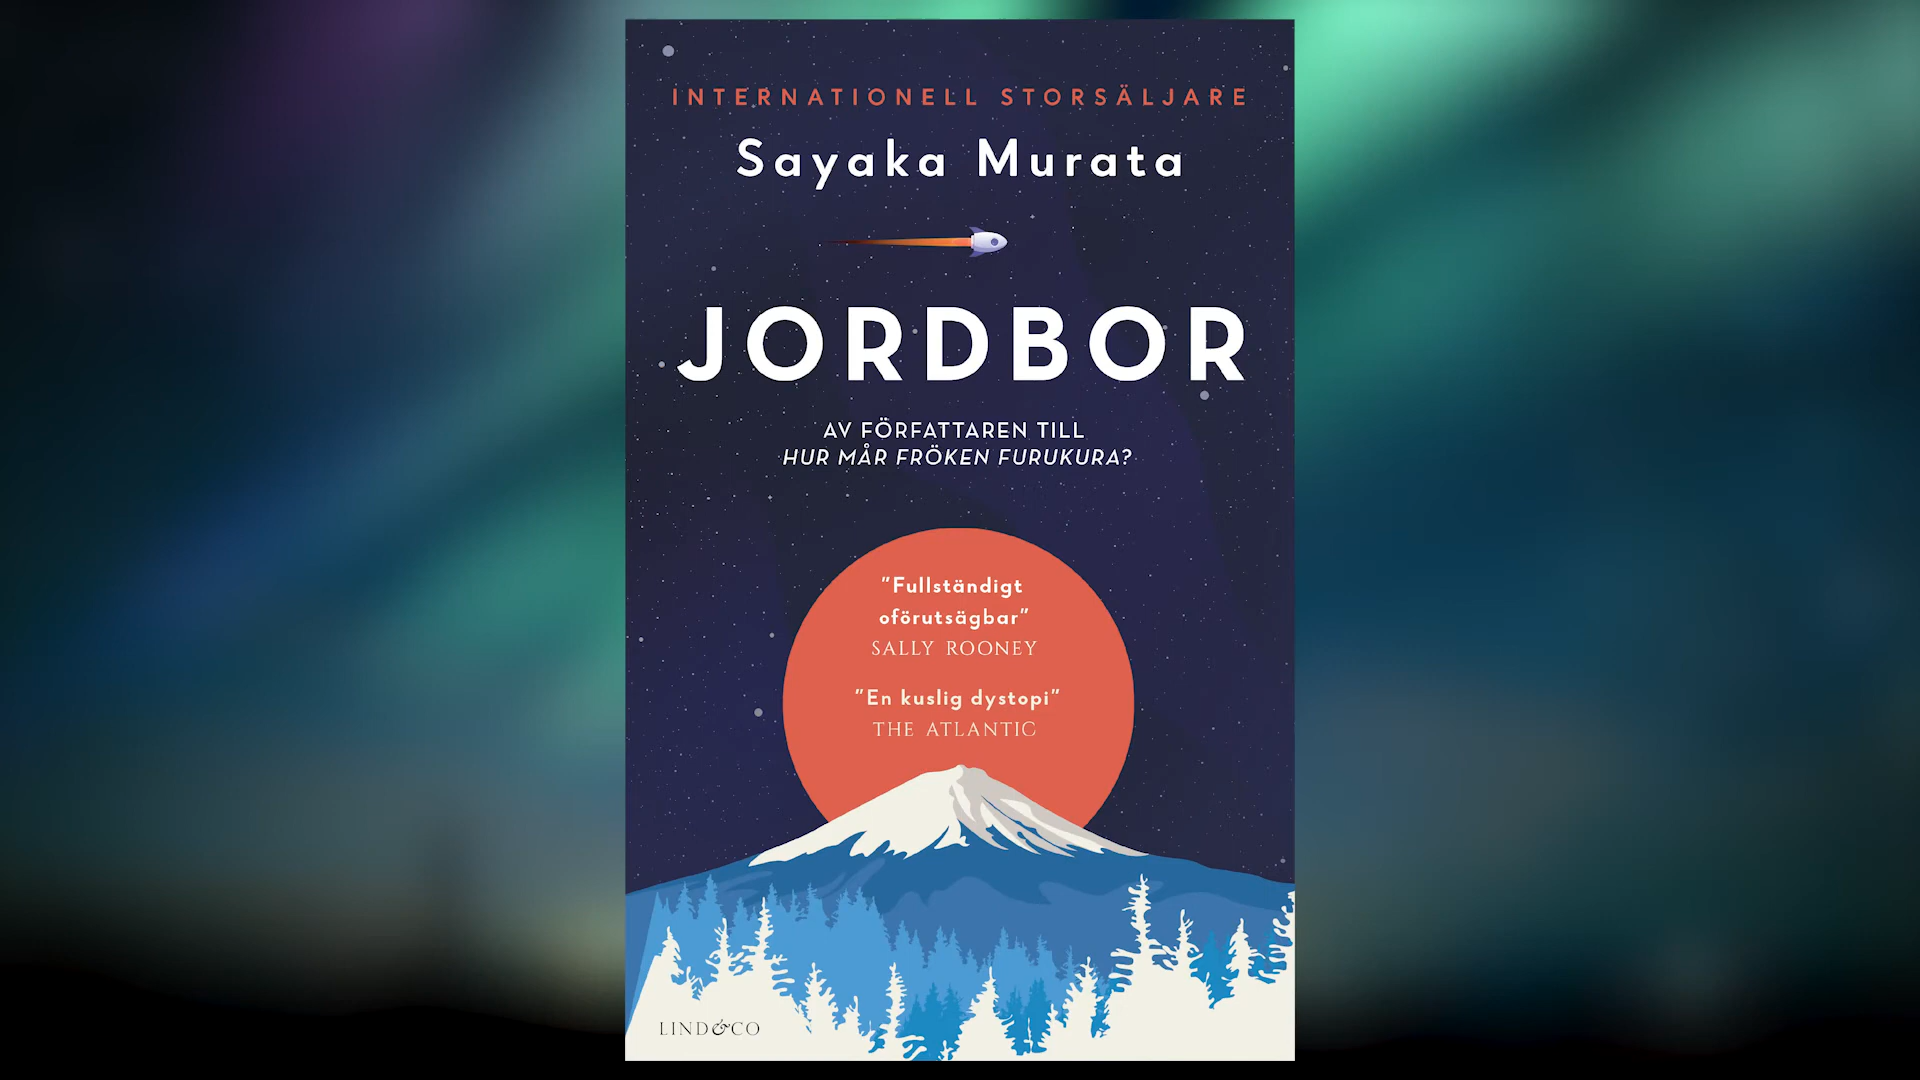 INTERNATIONELL STORSÄLJARE
Sayaka Murata
JORDBOR
AV FÖRFATTAREN TILL
HUR MÅR FRÖKEN FURUKURA?
”Fullständigt
oförutsägbar”
SALLY ROONEY
”En kuslig dystopi”
THE ATLANTIC
LIND&CO